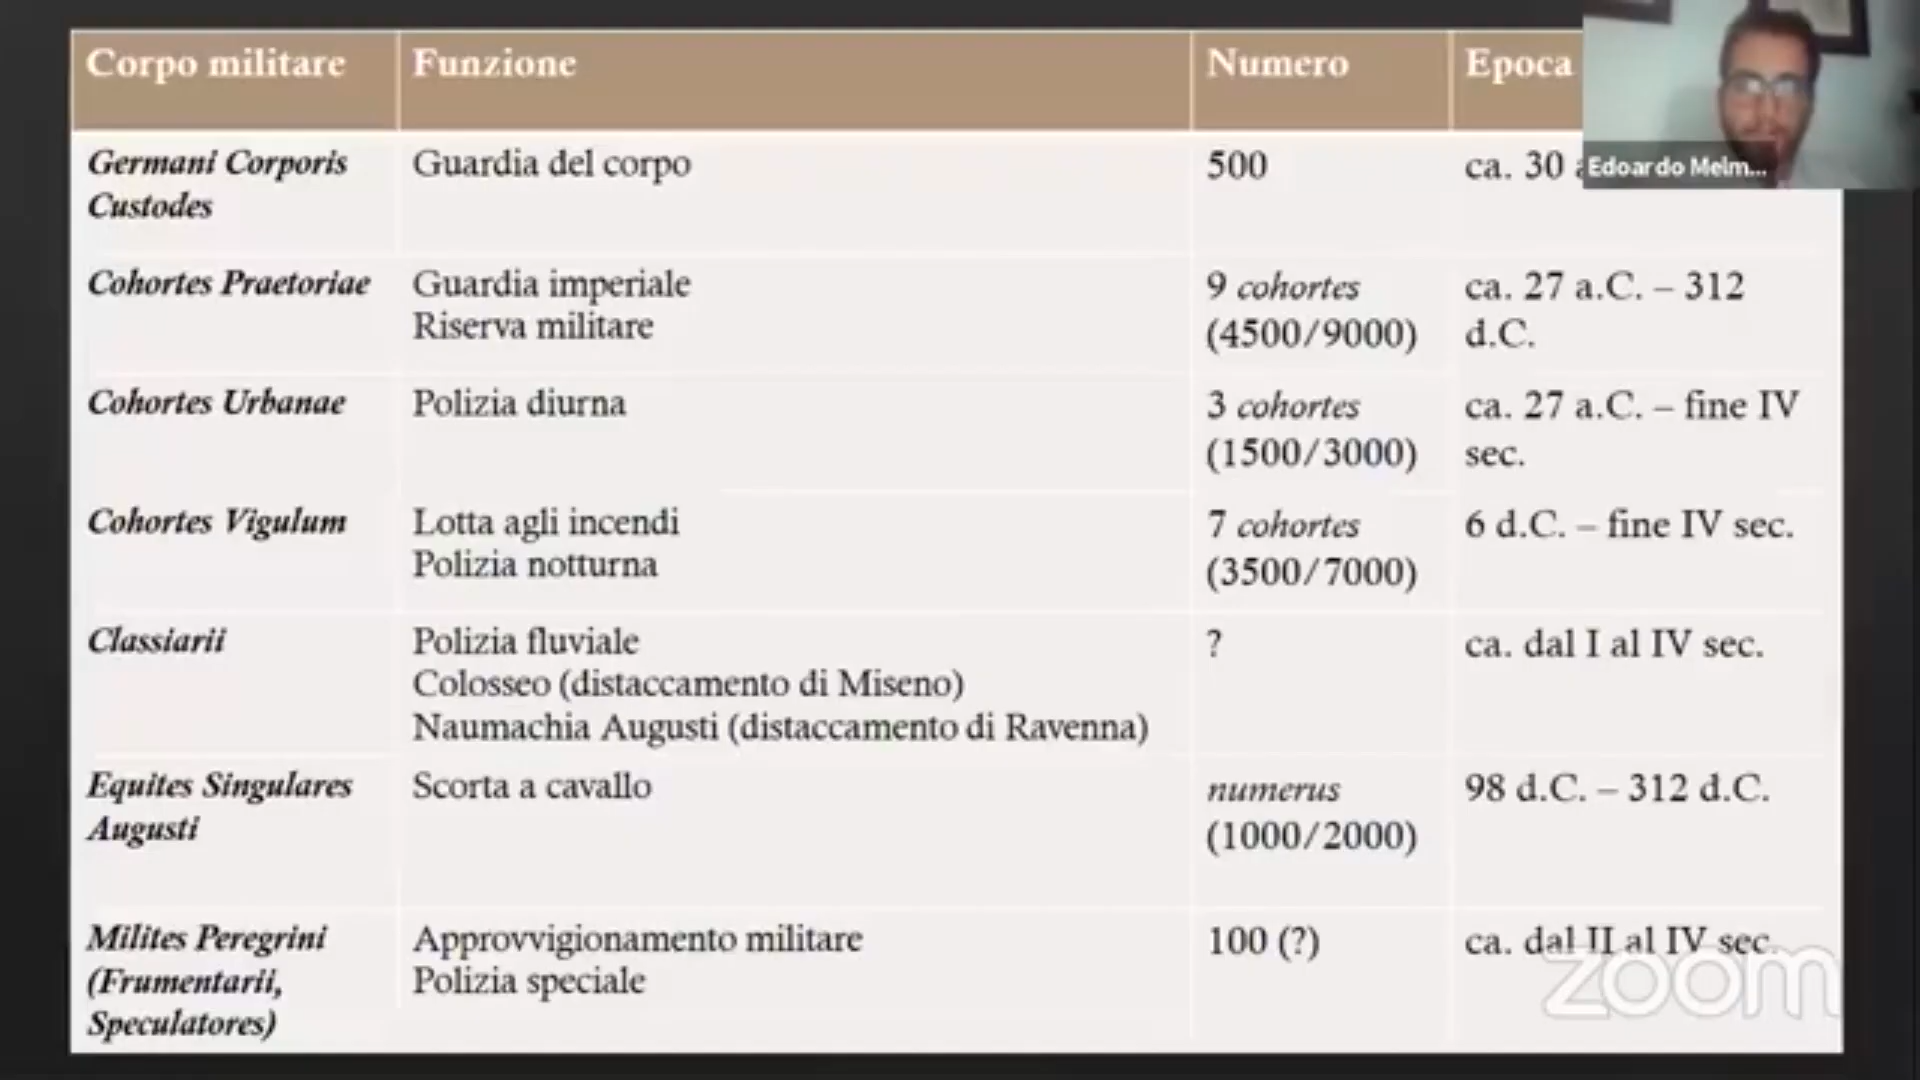 Corpo militare
Funzione
Numero
Epoca
Germani Corporis
Custodes
Guardia del corpo
500
ca. 30
Edoardo Melm...
Cohortes Praetoriae
Guardia imperiale
Riserva militare
9 cohortes
(4500/9000)
ca. 27 a.C. – 312
d.C.
Cohortes Urbanae
Polizia diurna
3 cohortes
(1500/3000)
ca. 27 a.C. – fine IV
sec.
Cohortes Vigulum
Lotta agli incendi
Polizia notturna
7 cohortes
(3500/7000)
6 d.C. – fine IV sec.
Classiarii
Polizia fluviale
Colosseo (distaccamento di Miseno)
Naumachia Augusti (distaccamento di Ravenna)
?
ca. dal I al IV sec.
Equites Singulares
Augusti
Scorta a cavallo
numerus
(1000/2000)
98 d.C. – 312 d.C.
Milites Peregrini
(Frumentarii,
Speculatores)
Approvvigionamento militare
Polizia speciale
100 (?)
ca. dal II al IV sec.
zoom